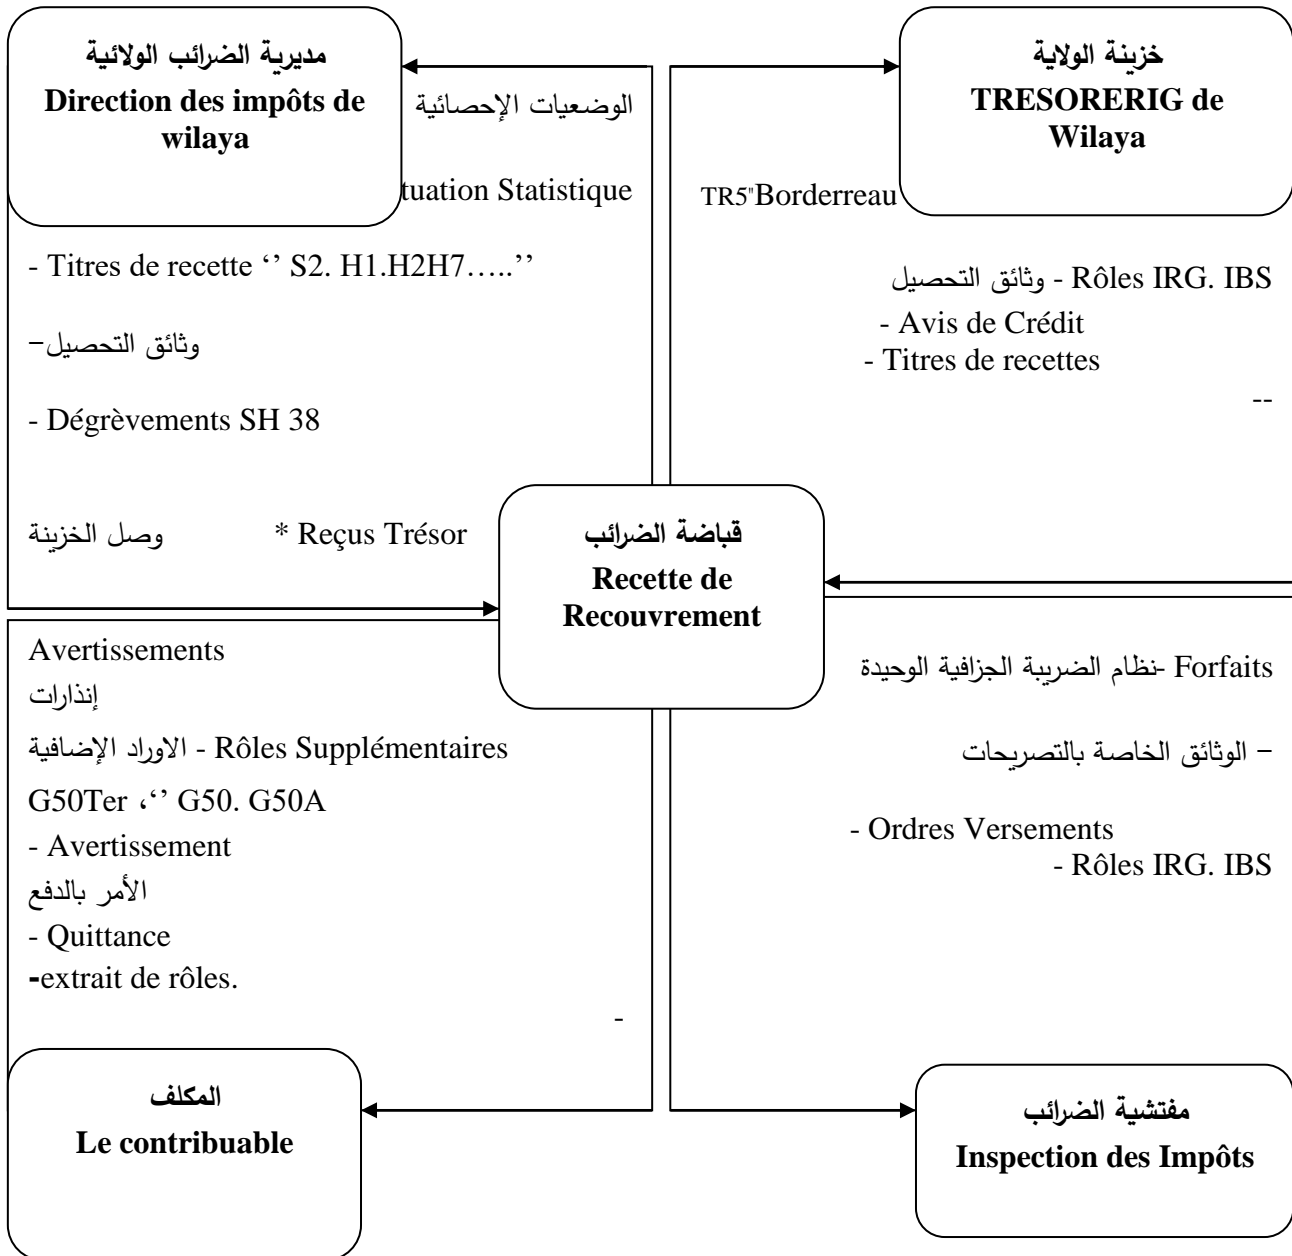 مديرية الضرائب الولائية
Direction des impôts de
wilaya
خزينة الولاية
TRESORERIG de
Wilaya
الوضعيات الإحصائية
tuation Statistique
TR5"Borderreau
- Titres de recette ‘’ S2. H1.H2H7…..’’
وثائق التحصيل–
- Dégrèvements SH 38
وصل الخزينة * Reçus Trésor
وثائق التحصيل - Rôles IRG. IBS
- Avis de Crédit
- Titres de recettes
--
قباضة الضرائب
Recette de
Recouvrement
Avertissements
إنذارات
الاوراد الإضافية - Rôles Supplémentaires
G50Ter ،‘’ G50. G50A
- Avertissement
الأمر بالدفع
- Quittance
-extrait de rôles.
-
نظام الضريبة الجزافية الوحيدة- Forfaits
– الوثائق الخاصة بالتصريحات
- Ordres Versements
- Rôles IRG. IBS
المكلف
Le contribuable
مفتشية الضرائب
Inspection des Impôts